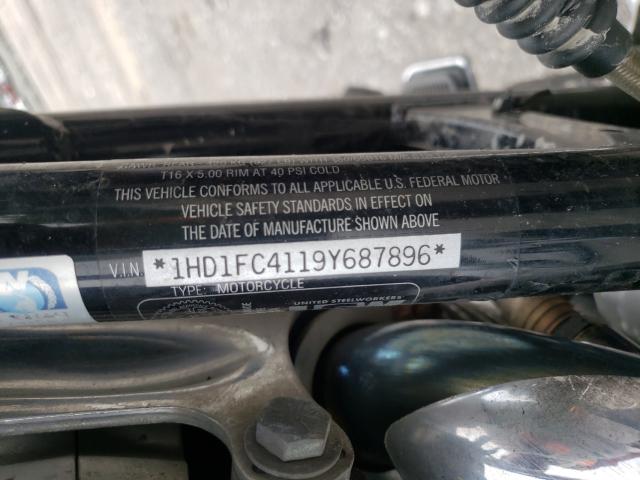 T16 X 5.00 RIM AT 40 PSI COLD
THIS VEHICLE CONFORMS TO ALL APPLICABLE U.S. FEDERAL MOTOR
VEHICLE SAFETY STANDARDS IN EFFECT ON
THE DATE OF MANUFACTURE SHOWN ABOVE
V.I.N. *1HD1FC4119Y687896*
TYPE: MOTORCYCLE
UNITED STEELWORKERS